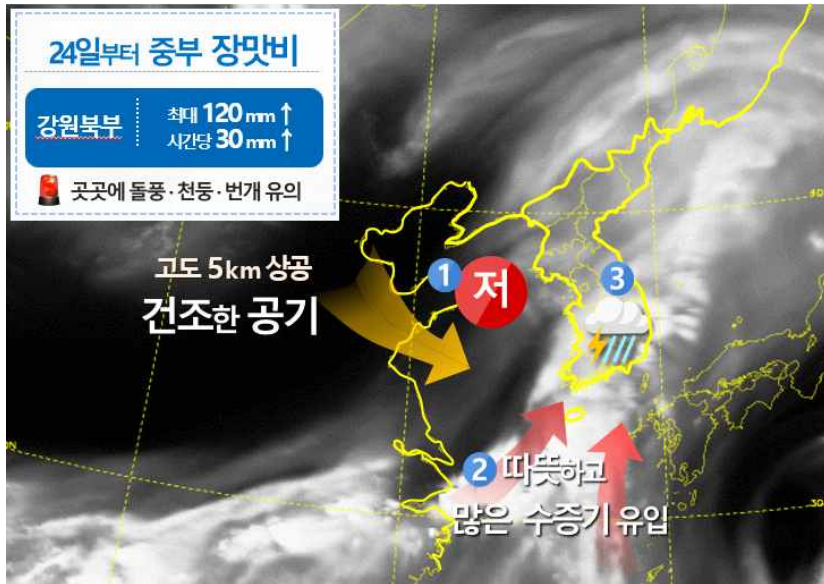 24일부터 중부 장맛비
강원북부
최대 120 mm ↑
시간당 30 mm ↑
곳곳에 돌풍·천둥·번개 유의
고도 5km 상공
건조한 공기
1
저
3
2 따뜻하고
많은 수증기 유입